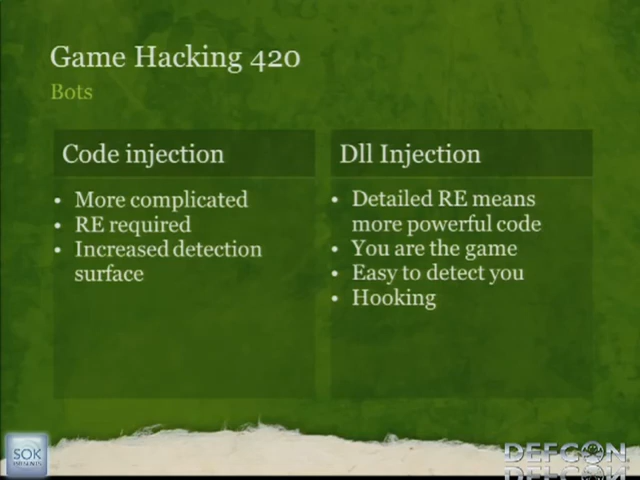 Game Hacking 420
Bots
Code injection
• More complicated
• RE required
• Increased detection
surface
Dll Injection
• Detailed RE means
more powerful code
• You are the game
• Easy to detect you
• Hooking
SOK
PRESENTS
DEFCON